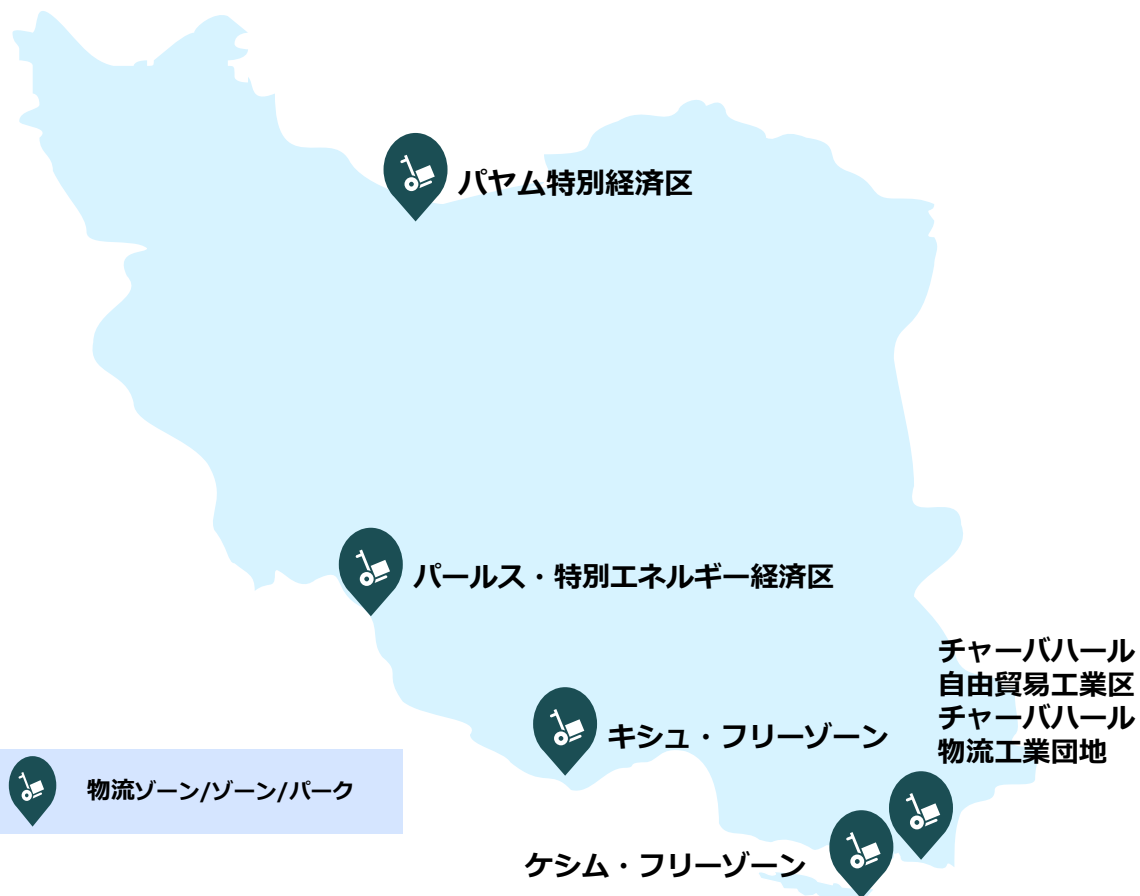 パヤム特別経済区
パールス・特別エネルギー経済区
チャーバハール
自由貿易工業区
チャーバハール
物流工業団地
キシュ・フリーゾーン
物流ゾーン/ゾーン/パーク
ケシム・フリーゾーン